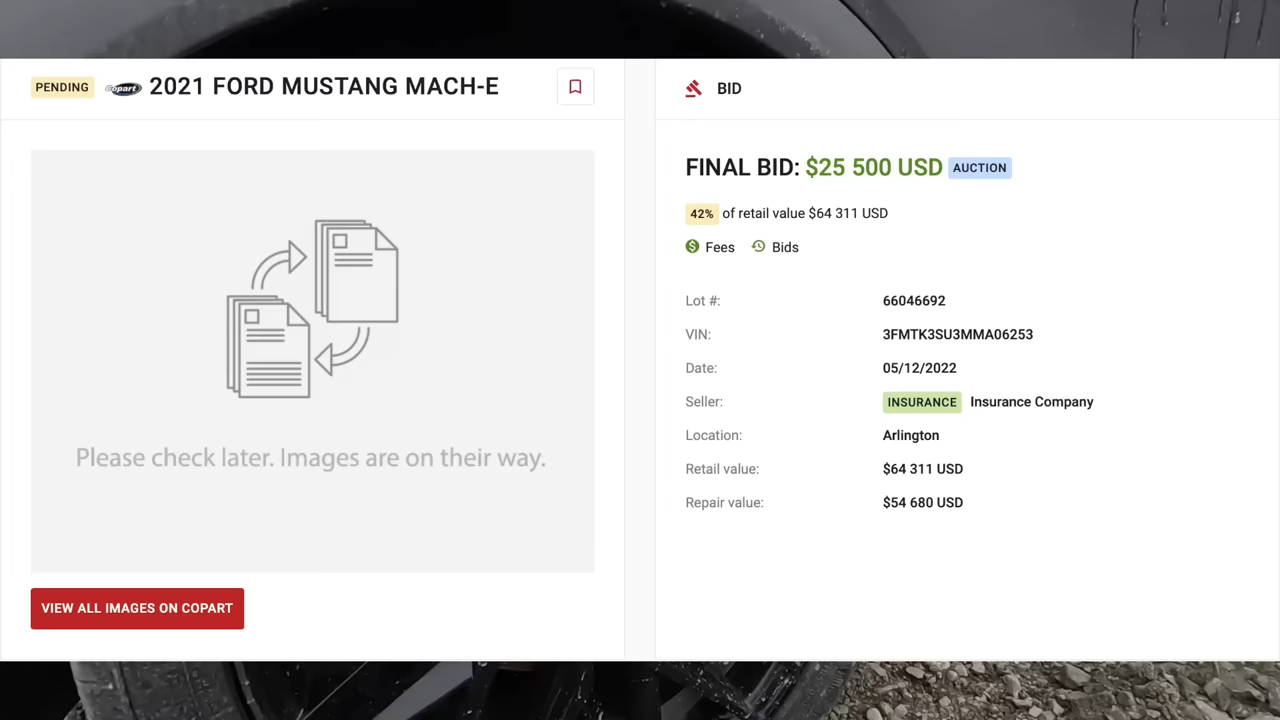 PENDING copart 2021 FORD MUSTANG MACH-E
Please check later. Images are on their way.
VIEW ALL IMAGES ON COPART
BID
FINAL BID: $25 500 USD AUCTION
42% of retail value $64 311 USD
Fees Bids
Lot #: 66046692
VIN: 3FMTK3SU3MMA06253
Date: 05/12/2022
Seller: INSURANCE Insurance Company
Location: Arlington
Retail value: $64 311 USD
Repair value: $54 680 USD